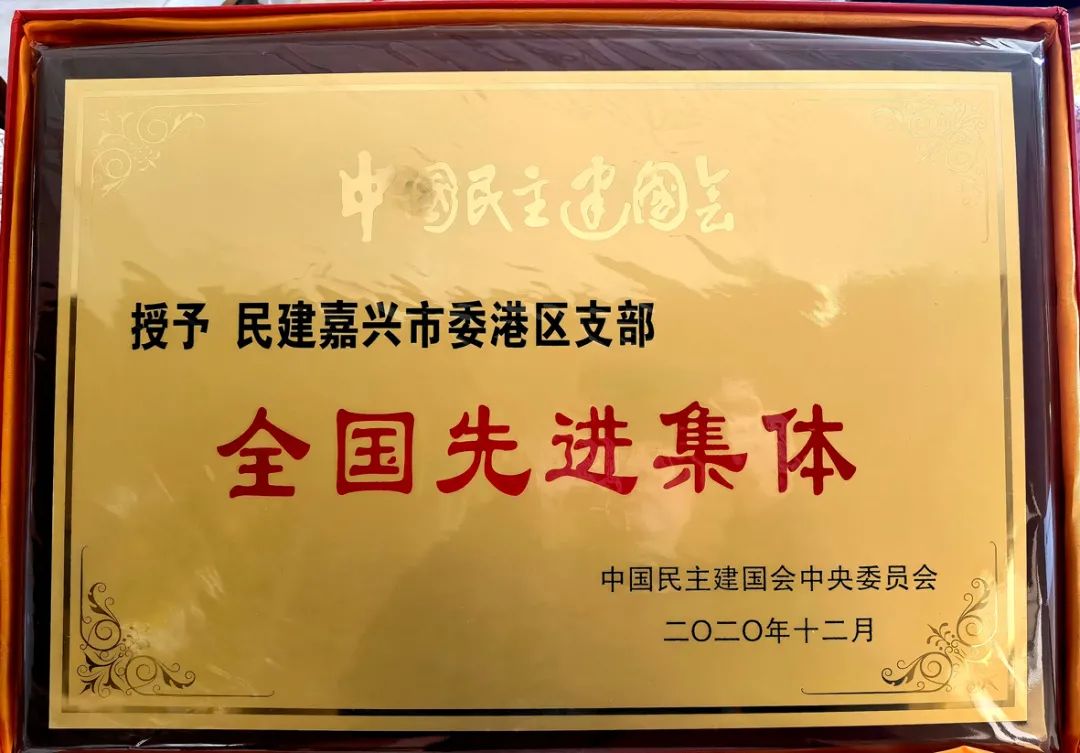 中国民主建国会
授予 民建嘉兴市委港区支部
全国先进集体
中国民主建国会中央委员会
二〇二〇年十二月